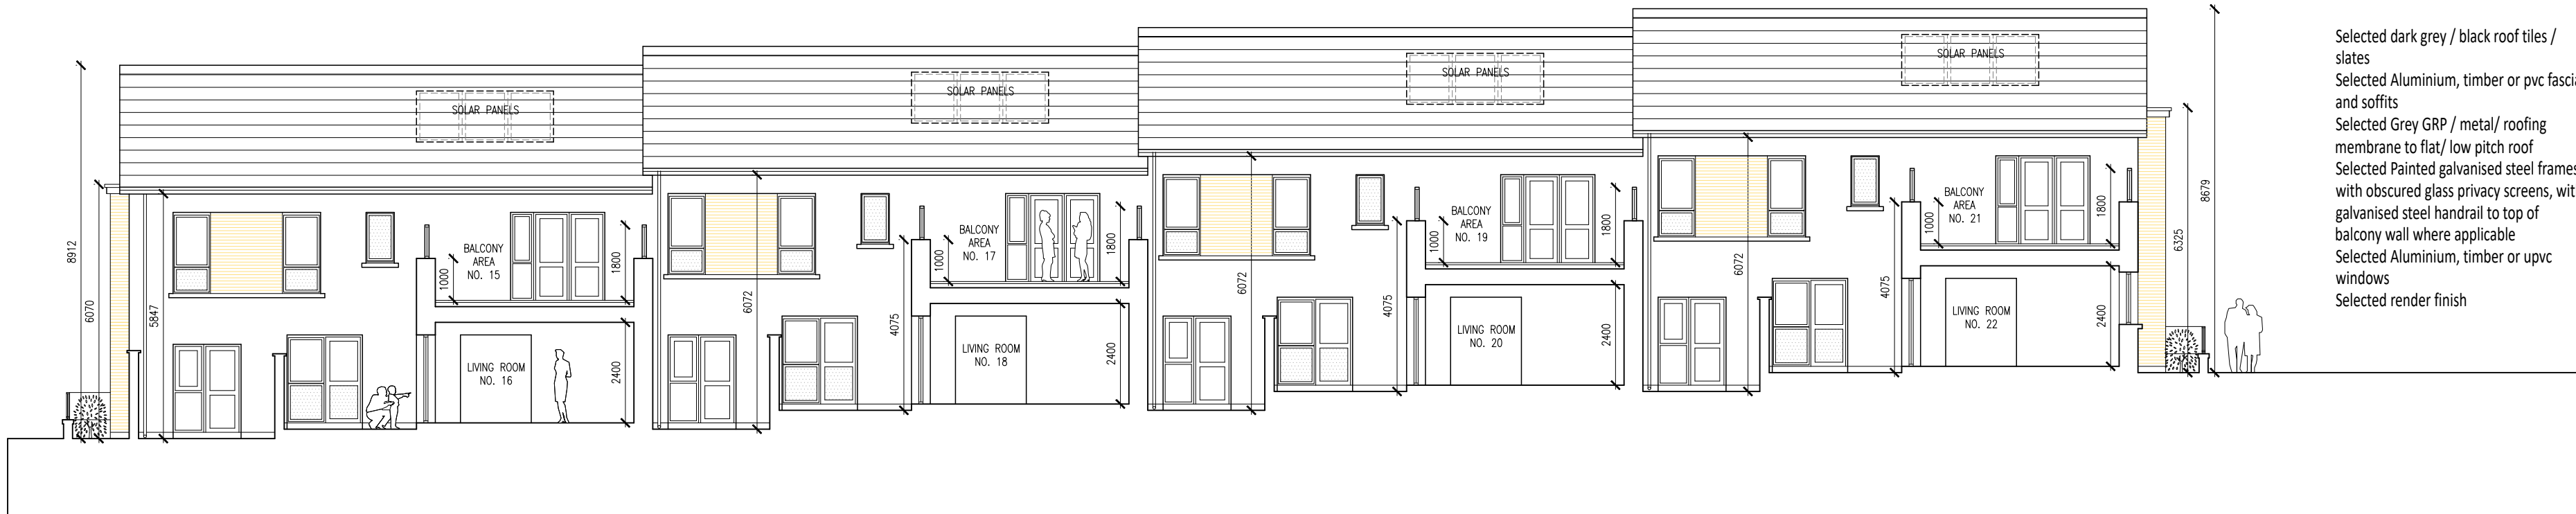 SOLAR PANELS
SOLAR PANELS
SOLAR PANELS
SOLAR PANELS
8912
6070
5847
BALCONY
AREA
NO. 15
1000
1800
LIVING ROOM
NO. 16
2400
6072
4075
BALCONY
AREA
NO. 17
1000
1800
LIVING ROOM
NO. 18
2400
6072
4075
BALCONY
AREA
NO. 19
1000
1800
LIVING ROOM
NO. 20
2400
6072
4075
BALCONY
AREA
NO. 21
1000
1800
LIVING ROOM
NO. 22
2400
6325
8679
Selected dark grey / black roof tiles /
slates
Selected Aluminium, timber or pvc fascia
and soffits
Selected Grey GRP / metal/ roofing
membrane to flat/ low pitch roof
Selected Painted galvanised steel frames
with obscured glass privacy screens, wit
galvanised steel handrail to top of
balcony wall where applicable
Selected Aluminium, timber or upvc
windows
Selected render finish